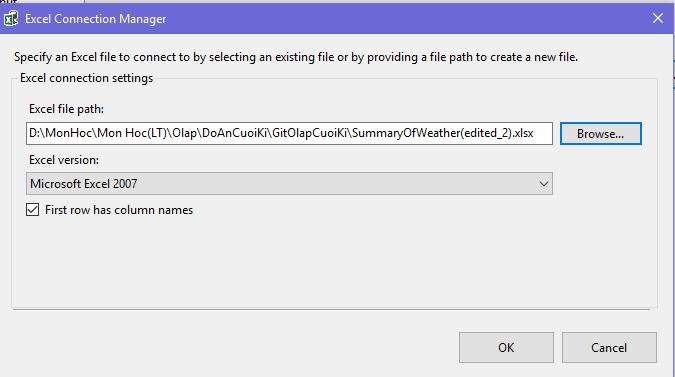 Excel Connection Manager
Specify an Excel file to connect to by selecting an existing file or by providing a file path to create a new file.
Excel connection settings
Excel file path:
D:\MonHoc\Mon Hoc(LT)\Olap\DoAnCuoiKi\GitOlapCuoiKi\SummaryOfWeather(edited_2).xlsx
Browse...
Excel version:
Microsoft Excel 2007
First row has column names
OK
Cancel